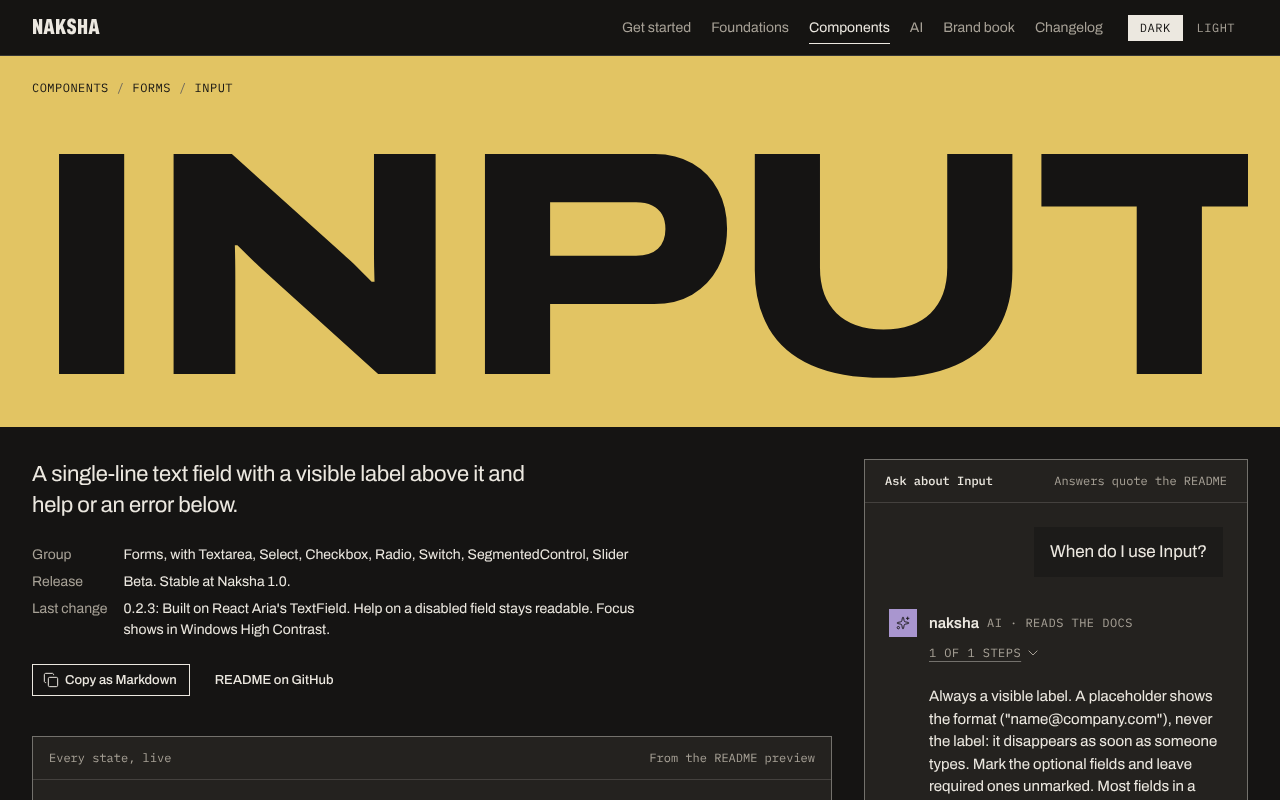 NAKSHA
Get started Foundations Components AI Brand book Changelog DARK LIGHT
COMPONENTS / FORMS / INPUT
INPUT
A single-line text field with a visible label above it and
help or an error below.
Group Forms, with Textarea, Select, Checkbox, Radio, Switch, SegmentedControl, Slider
Release Beta. Stable at Naksha 1.0.
Last change 0.2.3: Built on React Aria's TextField. Help on a disabled field stays readable. Focus
shows in Windows High Contrast.
Copy as Markdown README on GitHub
Every state, live From the README preview
Ask about Input Answers quote the README
When do I use Input?
naksha AI · READS THE DOCS
1 OF 1 STEPS
Always a visible label. A placeholder shows
the format ("name@company.com"), never
the label: it disappears as soon as someone
types. Mark the optional fields and leave
required ones unmarked. Most fields in a